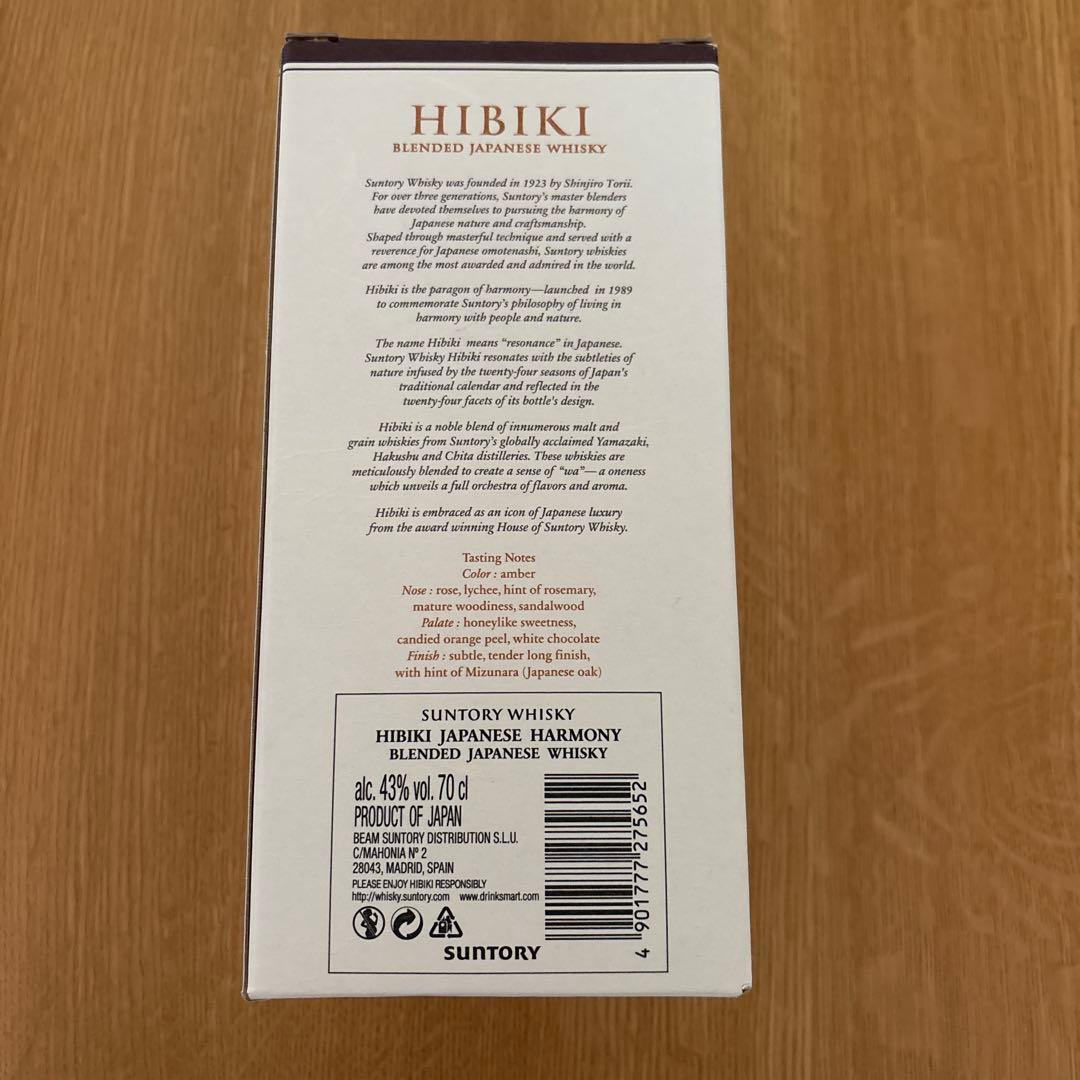 HIBIKI
BLENDED JAPANESE WHISKY
Suntory Whisky was founded in 1923 by Shinjiro Torii.
For over three generations, Suntory's master blenders
have devoted themselves to pursuing the harmony of
Japanese nature and craftsmanship.
Shaped through masterful technique and served with a
reverence for Japanese omotenashi, Suntory whiskies
are among the most awarded and admired in the world.
Hibiki is the paragon of harmony—launched in 1989
to commemorate Suntory's philosophy of living in
harmony with people and nature.
The name Hibiki means "resonance" in Japanese.
Suntory Whisky Hibiki resonates with the subtleties of
nature infused by the twenty-four seasons of Japan's
traditional calendar and reflected in the
twenty-four facets of its bottle's design.
Hibiki is a noble blend of innumerous malt and
grain whiskies from Suntory's globally acclaimed Yamazaki,
Hakushu and Chita distilleries. These whiskies are
meticulously blended to create a sense of "wa"— a oneness
which unveils a full orchestra of flavors and aroma.
Hibiki is embraced as an icon of Japanese luxury
from the award winning House of Suntory Whisky.
Tasting Notes
Color : amber
Nose : rose, lychee, hint of rosemary,
mature woodiness, sandalwood
Palate : honeylike sweetness,
candied orange peel, white chocolate
Finish : subtle, tender long finish,
with hint of Mizunara (Japanese oak)
SUNTORY WHISKY
HIBIKI JAPANESE HARMONY
BLENDED JAPANESE WHISKY
alc. 43% vol. 70 cl
PRODUCT OF JAPAN
BEAM SUNTORY DISTRIBUTION S.L.U.
C/MAHONIA Nº 2
28043, MADRID, SPAIN
PLEASE ENJOY HIBIKI RESPONSIBLY
http://whisky.suntory.com www.drinksmart.com
SUNTORY
4 901777 275652